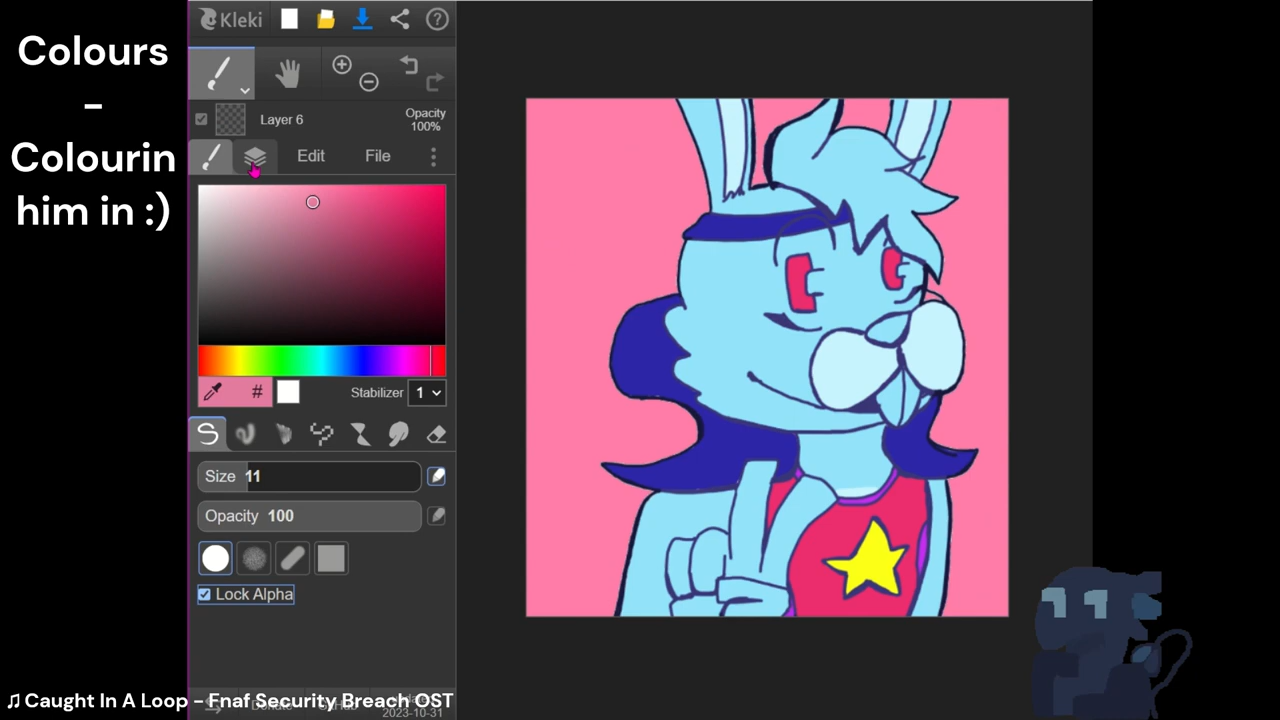 Colours
-
Colourin
him in :)
Kleki
Layer 6
Opacity
100%
Edit
File
#
Stabilizer
1
Size 11
Opacity 100
Lock Alpha
♫Caught In A Loop - Fnaf Security Breach OST
2023-10-31